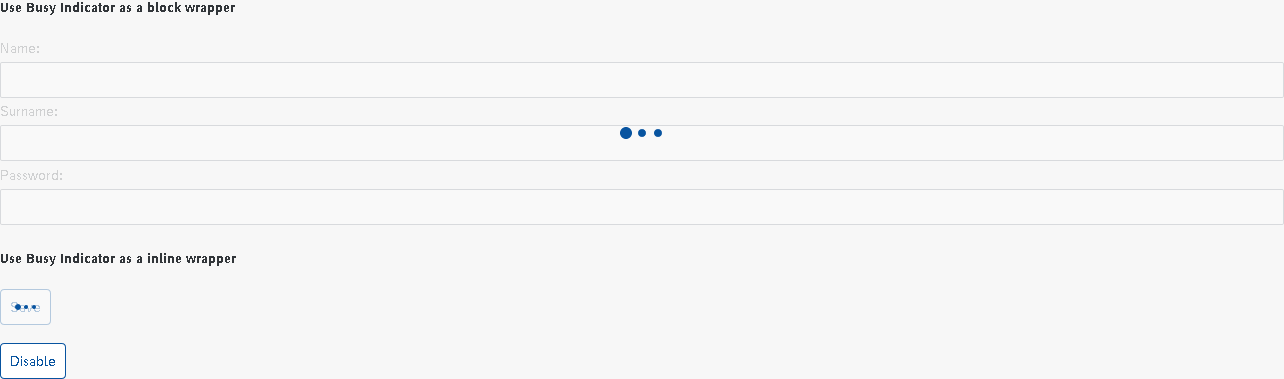 Use Busy Indicator as a block wrapper
Name:
Surname:
Password:
Use Busy Indicator as a inline wrapper
Save
Disable